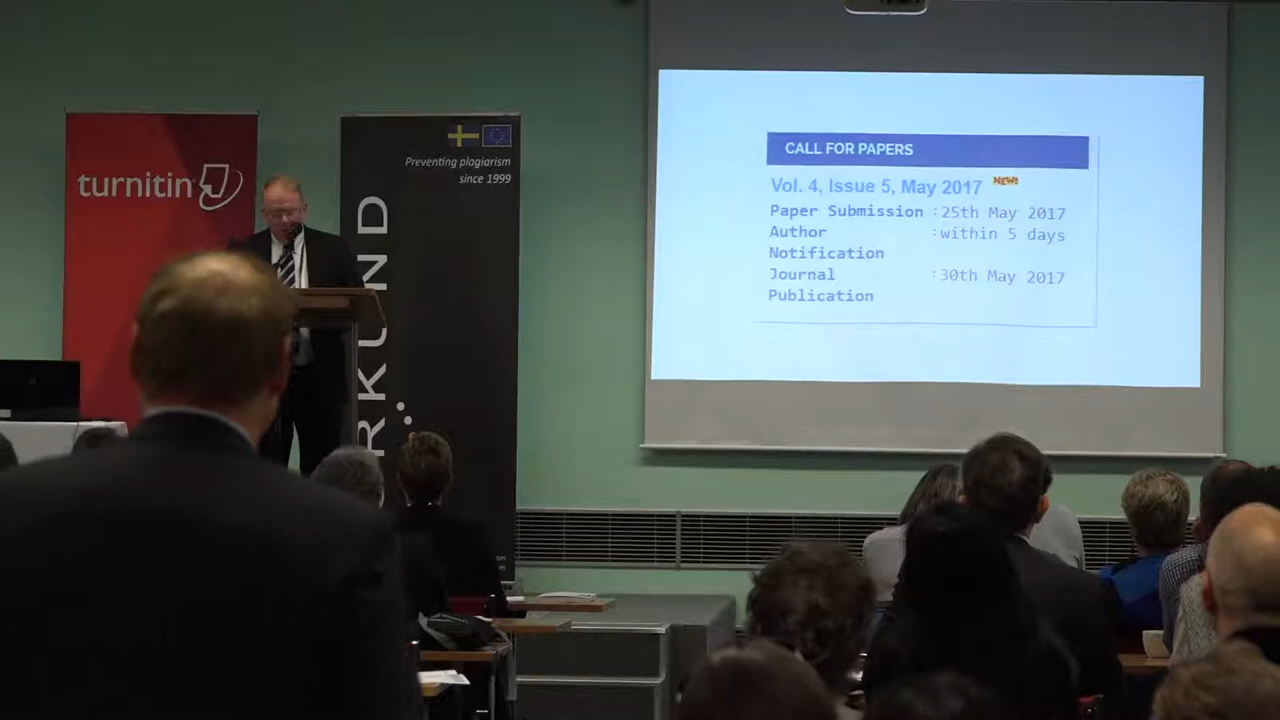 turnitin
Preventing plagiarism
since 1999
RKUND
CALL FOR PAPERS
Vol. 4, Issue 5, May 2017 NEW!
Paper Submission :25th May 2017
Author :within 5 days
Notification
Journal :30th May 2017
Publication